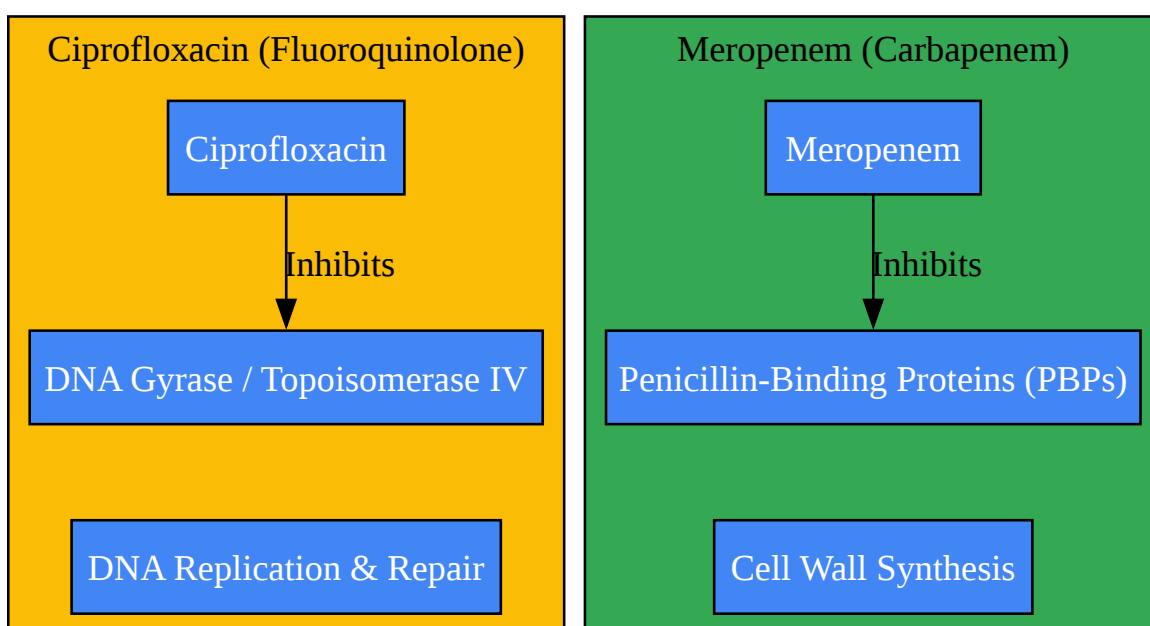 Ciprofloxacin (Fluoroquinolone)
Ciprofloxacin
Inhibits
DNA Gyrase / Topoisomerase IV
DNA Replication & Repair
Meropenem (Carbapenem)
Meropenem
Inhibits
Penicillin-Binding Proteins (PBPs)
Cell Wall Synthesis